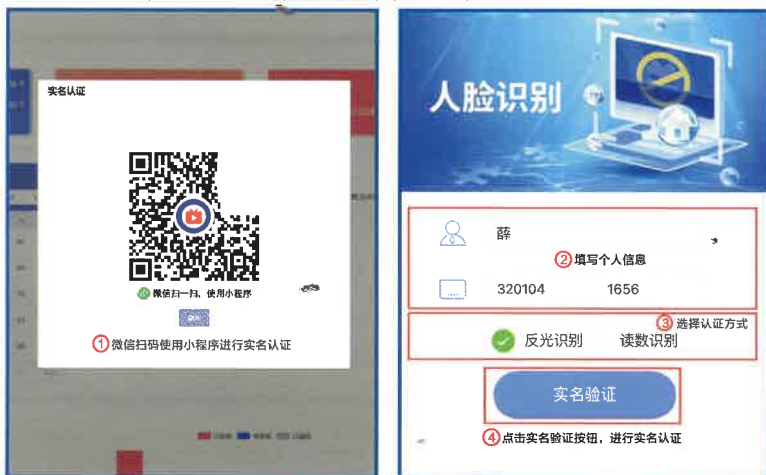 实名认证
微信扫一扫，使用小程序
①微信扫码使用小程序进行实名认证
人脸识别
薛
②填写个人信息
320104 1656
③选择认证方式
反光识别 读数识别
实名验证
④点击实名验证按钮，进行实名认证